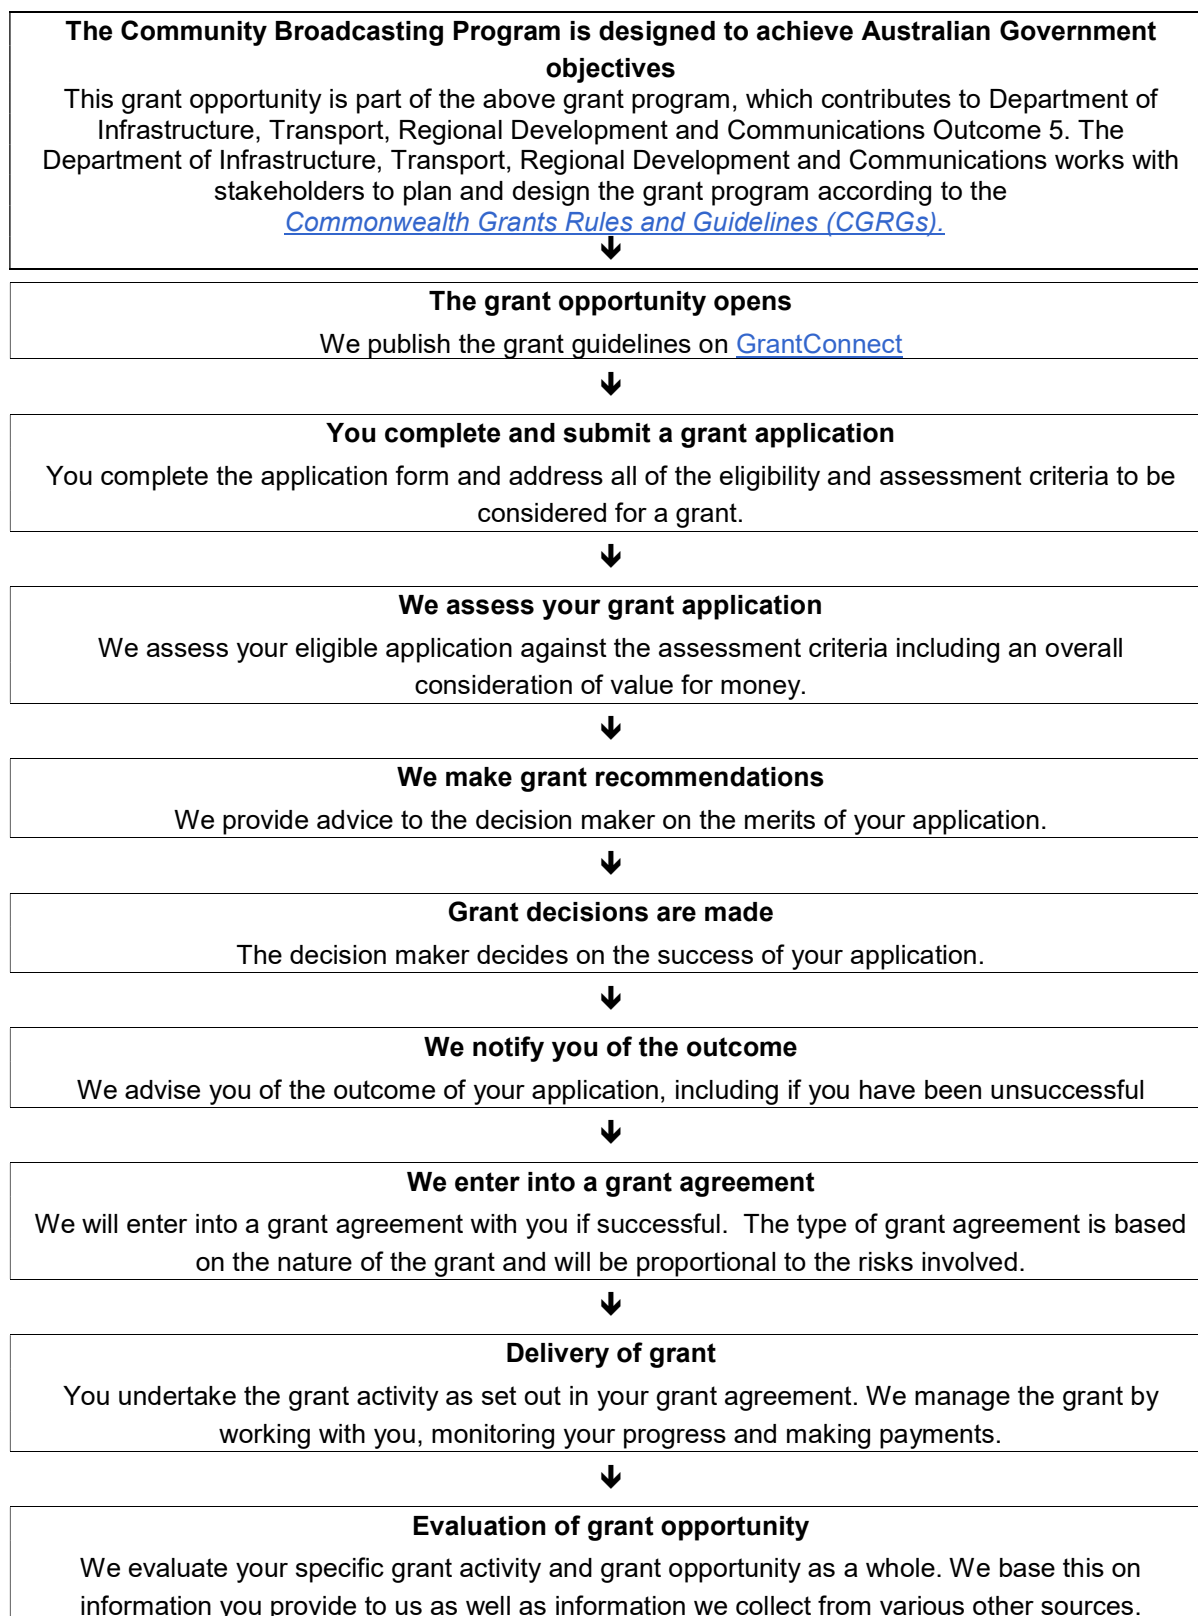 The Community Broadcasting Program is designed to achieve Australian Government
objectives
This grant opportunity is part of the above grant program, which contributes to Department of
Infrastructure, Transport, Regional Development and Communications Outcome 5. The
Department of Infrastructure, Transport, Regional Development and Communications works with
stakeholders to plan and design the grant program according to the
Commonwealth Grants Rules and Guidelines (CGRGs).
The grant opportunity opens
We publish the grant guidelines on GrantConnect
You complete and submit a grant application
You complete the application form and address all of the eligibility and assessment criteria to be
considered for a grant.
We assess your grant application
We assess your eligible application against the assessment criteria including an overall
consideration of value for money.
We make grant recommendations
We provide advice to the decision maker on the merits of your application.
Grant decisions are made
The decision maker decides on the success of your application.
We notify you of the outcome
We advise you of the outcome of your application, including if you have been unsuccessful
We enter into a grant agreement
We will enter into a grant agreement with you if successful.  The type of grant agreement is based
on the nature of the grant and will be proportional to the risks involved.
Delivery of grant
You undertake the grant activity as set out in your grant agreement. We manage the grant by
working with you, monitoring your progress and making payments.
Evaluation of grant opportunity
We evaluate your specific grant activity and grant opportunity as a whole. We base this on
information you provide to us as well as information we collect from various other sources.